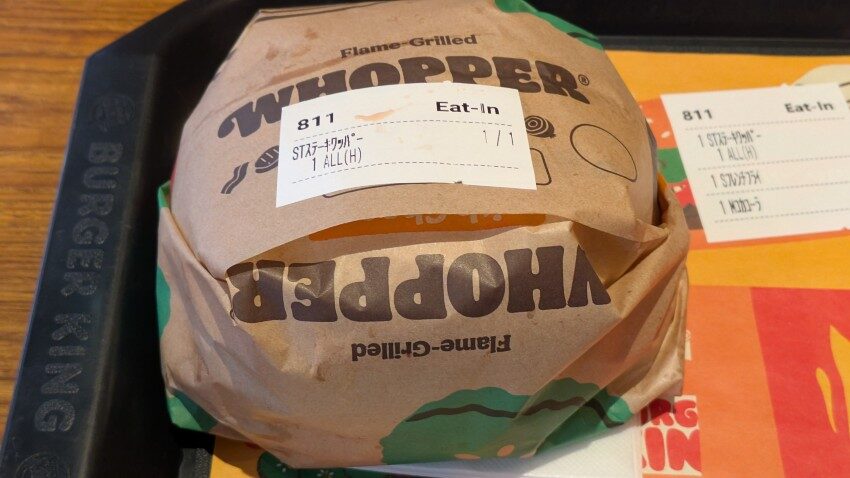 Flame-Grilled
WHOPPER®
811 Eat-In
STステーキワッパー 1 / 1
1 ALL(H)
WHOPPER
Flame-Grilled
BURGER KING
811 Eat-In
1 STステーキワッパー
1 ALL(H)
1 Sフレンチフライ
1 Mコカコーラ